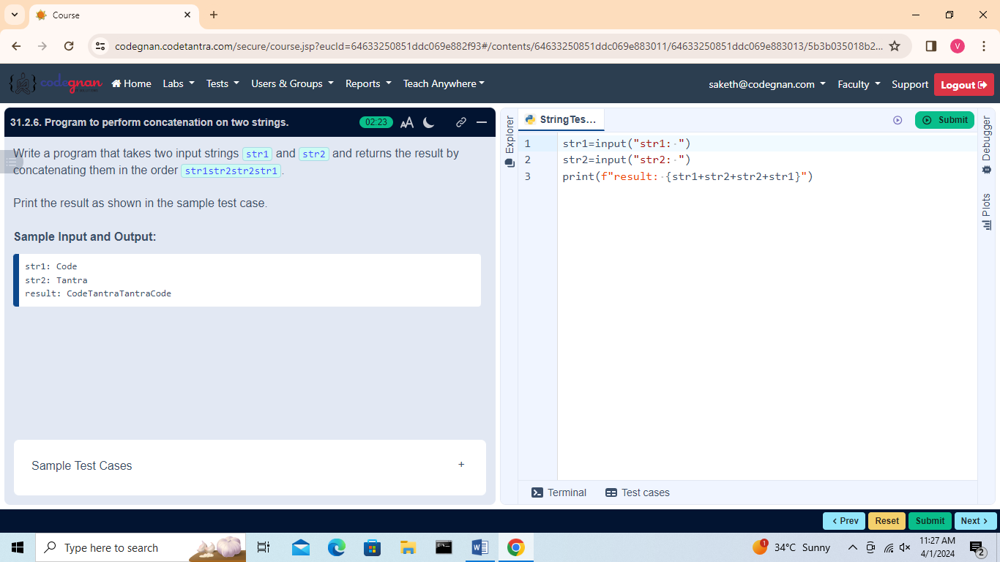 Course
codegnan.codetantra.com/secure/course.jsp?eucId=64633250851ddc069e882f93#/contents/64633250851ddc069e883011/64633250851ddc069e883013/5b3b035018b2...
V
codegnan
Home Labs Tests Users & Groups Reports Teach Anywhere saketh@codegnan.com Faculty Support Logout
31.2.6. Program to perform concatenation on two strings. 02:23 AA
Write a program that takes two input strings str1 and str2 and returns the result by
concatenating them in the order str1str2str2str1.
Print the result as shown in the sample test case.
Sample Input and Output:
str1: Code
str2: Tantra
result: CodeTantraTantraCode
Sample Test Cases +
Explorer
StringTes... Submit
1 str1=input("str1:·")
2 str2=input("str2:·")
3 print(f"result:·{str1+str2+str2+str1}")
Debugger
Plots
Terminal Test cases
‹ Prev Reset Submit Next ›
Type here to search
1
34°C Sunny
11:27 AM
4/1/2024
2